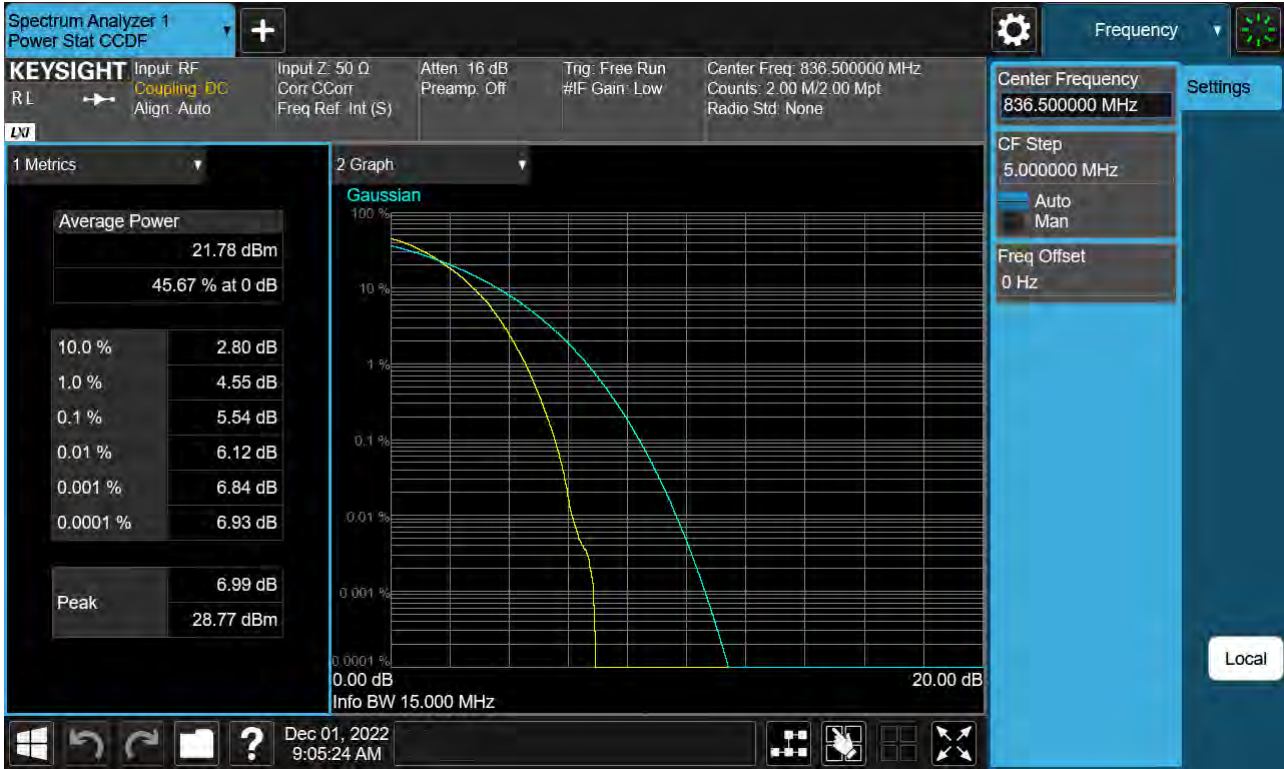 Spectrum Analyzer 1
Power Stat CCDF
Frequency
KEYSIGHT
R L
LXI
Input: RF
Coupling: DC
Align: Auto
Input Z: 50 Ω
Corr CCorr
Freq Ref: Int (S)
Atten: 16 dB
Preamp: Off
Trig: Free Run
#IF Gain: Low
Center Freq: 836.500000 MHz
Counts: 2.00 M/2.00 Mpt
Radio Std: None
Center Frequency
836.500000 MHz
Settings
CF Step
5.000000 MHz
Auto
Man
Freq Offset
0 Hz
Local
1 Metrics
Average Power
21.78 dBm
45.67 % at 0 dB
10.0 % 2.80 dB
1.0 % 4.55 dB
0.1 % 5.54 dB
0.01 % 6.12 dB
0.001 % 6.84 dB
0.0001 % 6.93 dB
Peak
6.99 dB
28.77 dBm
2 Graph
Gaussian
100 %
10 %
1 %
0.1 %
0.01 %
0.001 %
0.0001 %
0.00 dB 20.00 dB
Info BW 15.000 MHz
?
Dec 01, 2022
9:05:24 AM